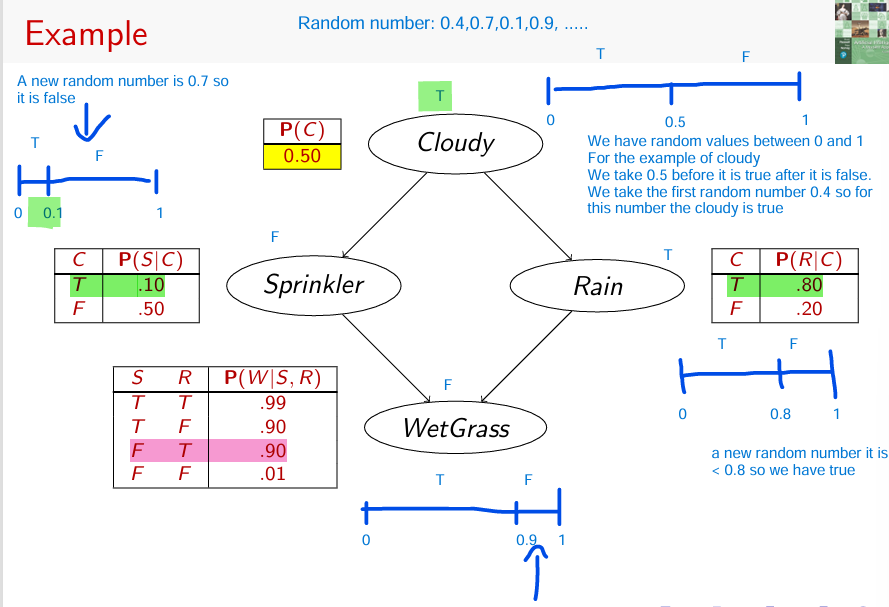 Example
Random number: 0.4,0.7,0.1,0.9, .....
A new random number is 0.7 so
it is false
T
F
0 0.1 1
P(C)
0.50
T
Cloudy
T F
0 0.5 1
We have random values between 0 and 1
For the example of cloudy
We take 0.5 before it is true after it is false.
We take the first random number 0.4 so for
this number the cloudy is true
C P(S|C)
T .10
F .50
F
Sprinkler
T
Rain
C P(R|C)
T .80
F .20
T F
0 0.8 1
a new random number it is
< 0.8 so we have true
S R P(W|S, R)
T T .99
T F .90
F T .90
F F .01
F
WetGrass
T F
0 0.9 1